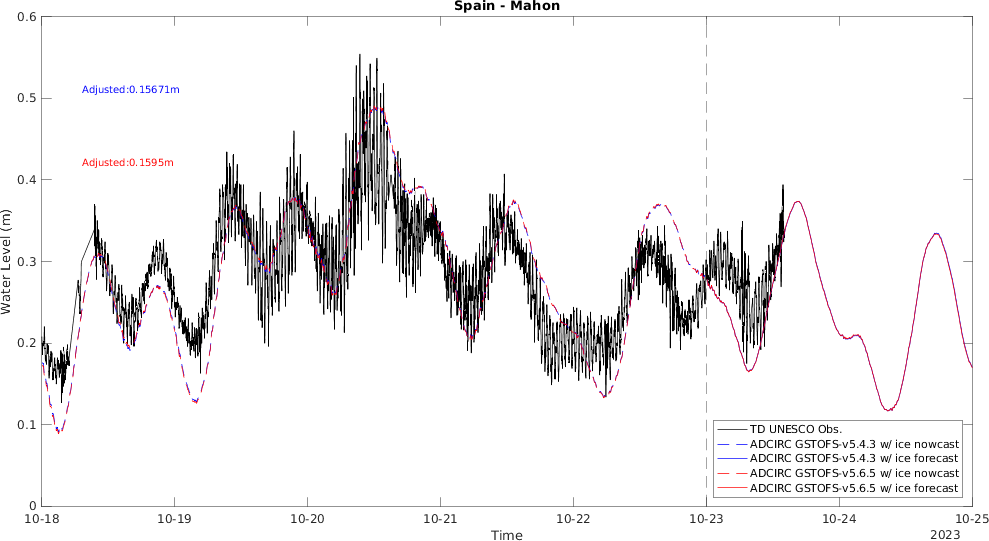 Spain - Mahon
0.6
0.5
0.4
0.3
0.2
0.1
0
Water Level (m)
Adjusted:0.15671m
Adjusted:0.1595m
TD UNESCO Obs.
ADCIRC GSTOFS-v5.4.3 w/ ice nowcast
ADCIRC GSTOFS-v5.4.3 w/ ice forecast
ADCIRC GSTOFS-v5.6.5 w/ ice nowcast
ADCIRC GSTOFS-v5.6.5 w/ ice forecast
10-18 10-19 10-20 10-21 10-22 10-23 10-24 10-25
Time
2023